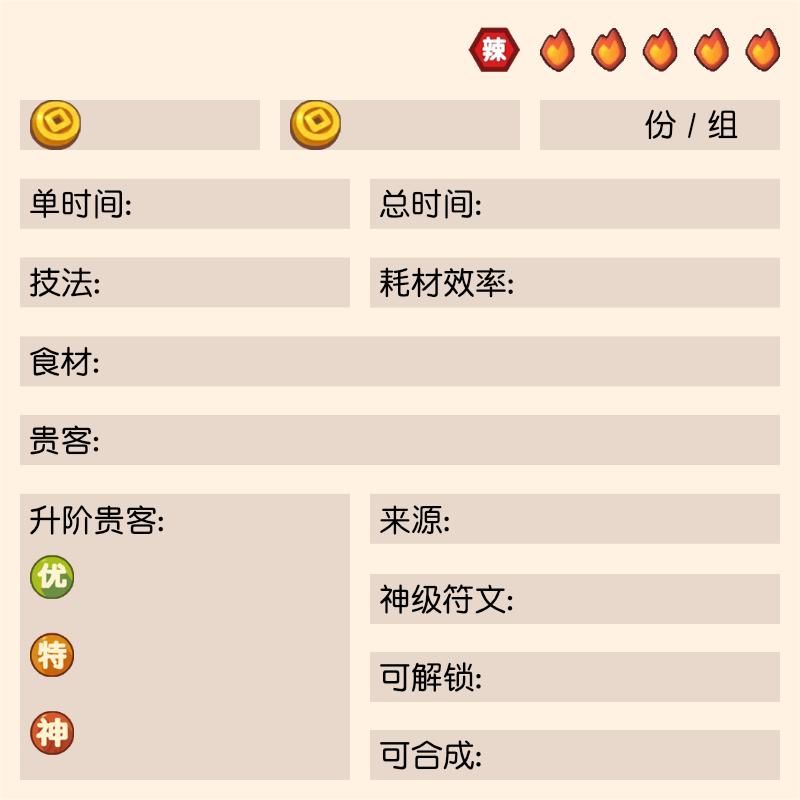 辣
份 / 组
单时间: 总时间:
技法: 耗材效率:
食材:
贵客:
升阶贵客: 来源:
优
神级符文:
特
可解锁:
神
可合成: